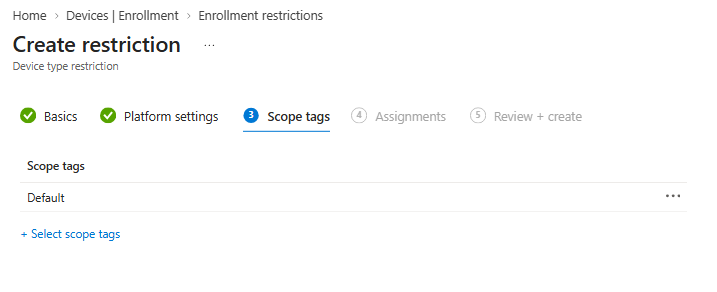 Home > Devices | Enrollment > Enrollment restrictions
Create restriction ...
Device type restriction
Basics Platform settings 3 Scope tags 4 Assignments 5 Review + create
Scope tags
Default ...
+ Select scope tags